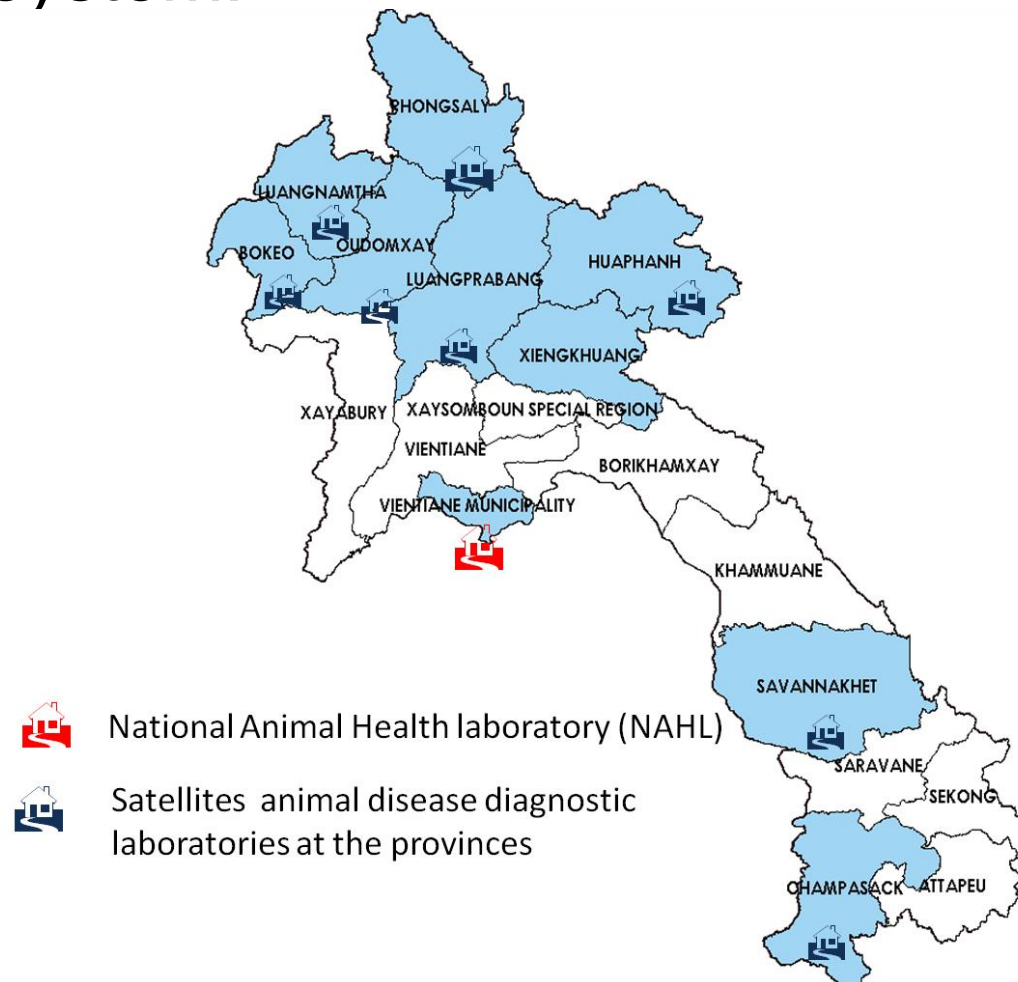 PHONGSALY
LUANGNAMTHA
OUDOMXAY
BOKEO
HUAPHANH
LUANGPRABANG
XIENGKHUANG
XAYABURY
XAYSOMBOUN SPECIAL REGION
VIENTIANE
BORIKHAMXAY
VIENTIANE MUNICIPALITY
KHAMMUANE
SAVANNAKHET
SARAVANE
SEKONG
CHAMPASACK
ATTAPEU
National Animal Health laboratory (NAHL)
Satellites animal disease diagnostic
laboratories at the provinces